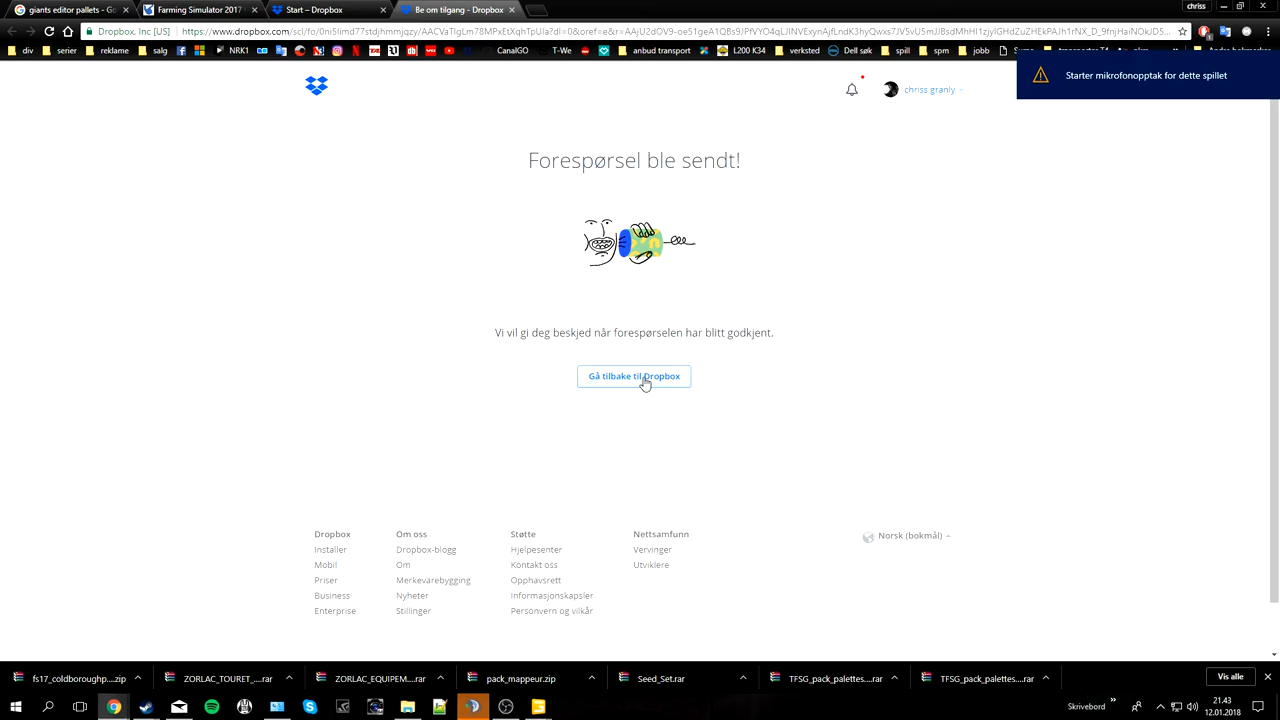 giants editor pallets - Go
Farming Simulator 2017
Start – Dropbox
Be om tilgang - Dropbox
chriss
Dropbox, Inc [US]
div
serier
reklame
salg
NRK1
CanalGO
T-We
anbud transport
L200 K34
verksted
Dell søk
spill
spm
jobb
Andre bokmerker
Starter mikrofonopptak for dette spillet
chriss granly
Forespørsel ble sendt!
Vi vil gi deg beskjed når forespørselen har blitt godkjent.
Gå tilbake til Dropbox
Dropbox
Om oss
Støtte
Nettsamfunn
Norsk (bokmål)
Installer
Dropbox-blogg
Hjelpesenter
Vervinger
Mobil
Om
Kontakt oss
Utviklere
Priser
Merkevarebygging
Opphavsrett
Business
Nyheter
Informasjonskapsler
Enterprise
Stillinger
Personvern og vilkår
fs17_coldboroughp....zip
ZORLAC_TOURET_....rar
ZORLAC_EQUIPEM....rar
pack_mappeur.zip
Seed_Set.rar
TFSG_pack_palettes....rar
TFSG_pack_palettes....rar
Vis alle
Skrivebord
21.43
12.01.2018